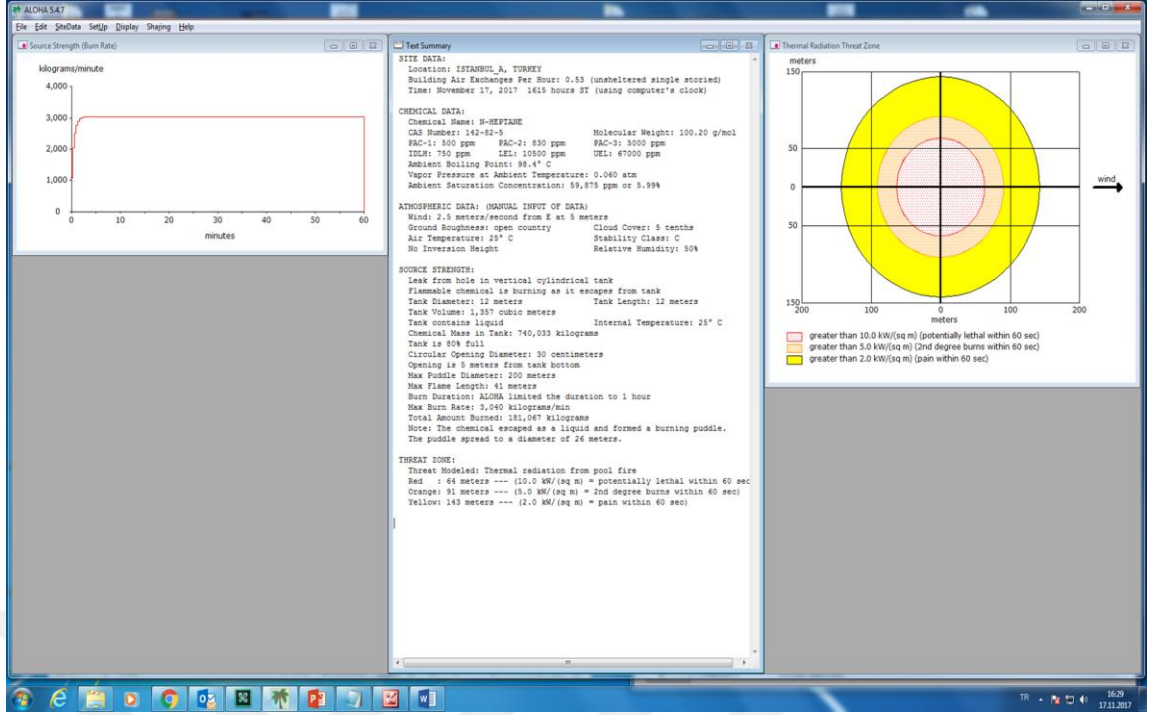 ALOHA 5.4.7
File Edit SiteData SetUp Display Sharing Help
Source Strength (Burn Rate)
kilograms/minute
4,000
3,000
2,000
1,000
0
0 10 20 30 40 50 60
minutes
Text Summary
SITE DATA:
Location: ISTANBUL_A, TURKEY
Building Air Exchanges Per Hour: 0.53 (unsheltered single storied)
Time: November 17, 2017 1615 hours ST (using computer's clock)
CHEMICAL DATA:
Chemical Name: N-HEPTANE
CAS Number: 142-82-5 Molecular Weight: 100.20 g/mol
PAC-1: 500 ppm PAC-2: 830 ppm PAC-3: 5000 ppm
IDLH: 750 ppm LEL: 10500 ppm UEL: 67000 ppm
Ambient Boiling Point: 98.4° C
Vapor Pressure at Ambient Temperature: 0.060 atm
Ambient Saturation Concentration: 59,875 ppm or 5.99%
ATMOSPHERIC DATA: (MANUAL INPUT OF DATA)
Wind: 2.5 meters/second from E at 5 meters
Ground Roughness: open country Cloud Cover: 5 tenths
Air Temperature: 25° C Stability Class: C
No Inversion Height Relative Humidity: 50%
SOURCE STRENGTH:
Leak from hole in vertical cylindrical tank
Flammable chemical is burning as it escapes from tank
Tank Diameter: 12 meters Tank Length: 12 meters
Tank Volume: 1,357 cubic meters
Tank contains liquid Internal Temperature: 25° C
Chemical Mass in Tank: 740,033 kilograms
Tank is 80% full
Circular Opening Diameter: 30 centimeters
Opening is 5 meters from tank bottom
Max Puddle Diameter: 200 meters
Max Flame Length: 41 meters
Burn Duration: ALOHA limited the duration to 1 hour
Max Burn Rate: 3,040 kilograms/min
Total Amount Burned: 181,067 kilograms
Note: The chemical escaped as a liquid and formed a burning puddle.
The puddle spread to a diameter of 26 meters.
THREAT ZONE:
Threat Modeled: Thermal radiation from pool fire
Red : 64 meters --- (10.0 kW/(sq m) = potentially lethal within 60 sec
Orange: 91 meters --- (5.0 kW/(sq m) = 2nd degree burns within 60 sec)
Yellow: 143 meters --- (2.0 kW/(sq m) = pain within 60 sec)
Thermal Radiation Threat Zone
meters
150
50
0
50
150
200 100 0 100 200
meters
wind
greater than 10.0 kW/(sq m) (potentially lethal within 60 sec)
greater than 5.0 kW/(sq m) (2nd degree burns within 60 sec)
greater than 2.0 kW/(sq m) (pain within 60 sec)
TR
16:29
17.11.2017